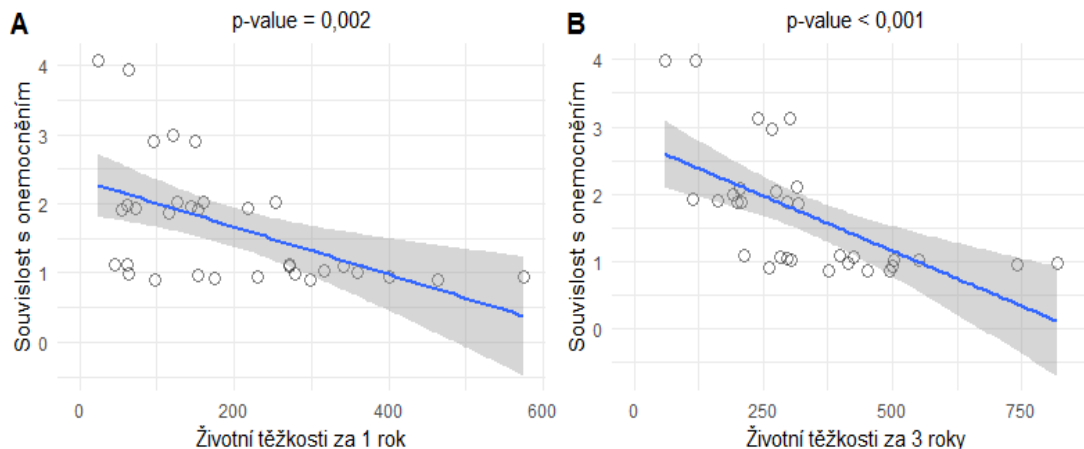 A
p-value = 0,002
Souvislost s onemocněním
4
3
2
1
0
0 200 400 600
Životní těžkosti za 1 rok
B
p-value < 0,001
Souvislost s onemocněním
4
3
2
1
0
0 250 500 750
Životní těžkosti za 3 roky